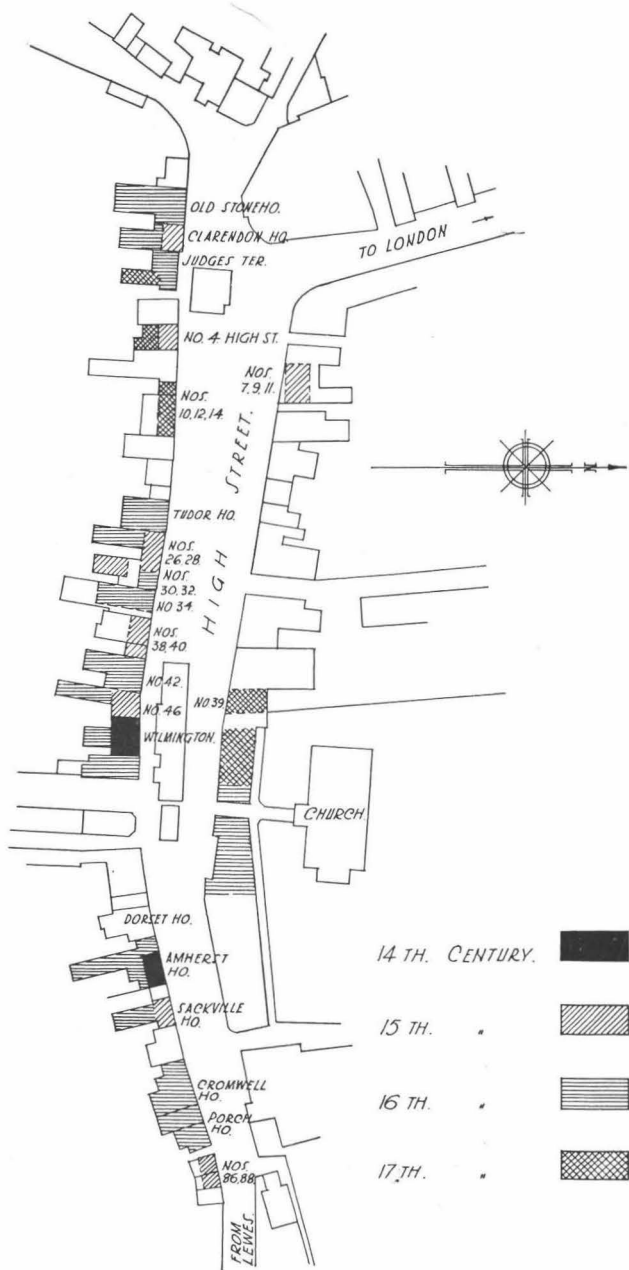 OLD STONEHO.
CLARENDON HO.
JUDGES TER.
TO LONDON
NO. 4 HIGH ST.
NOS.
7, 9, 11.
NOS.
10, 12, 14.
HIGH STREET.
N
TUDOR HO.
NOS.
26, 28.
NOS.
30, 32.
NO 34.
NOS.
38, 40.
NO 42.
NO. 46
NO 39
WILMINGTON.
CHURCH.
DORSET HO.
AMHERST
HO.
SACKVILLE
HO.
CROMWELL
HO.
PORCH
HO.
NOS.
86, 88.
FROM
LEWES.
14 TH. CENTURY.
15 TH. "
16 TH. "
17 TH. "